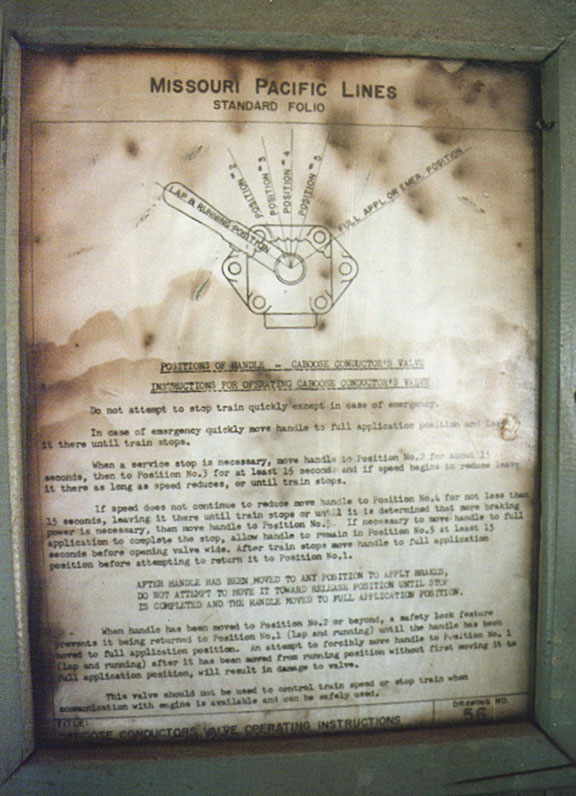 MISSOURI PACIFIC LINES
STANDARD FOLIO
POSITION #2
POSITION #3
POSITION #4
POSITION #5
LAP & RUNNING POSITION
FULL APPL. OR EMER. POSITION
POSITIONS OF HANDLE - CABOOSE CONDUCTOR'S VALVE
INSTRUCTIONS FOR OPERATING CABOOSE CONDUCTOR'S VALVE
Do not attempt to stop train quickly except in case of emergency.
In case of emergency quickly move handle to full application position and leave
it there until train stops.
When a service stop is necessary, move handle to Position No.2 for about 15
seconds, then to Position No.3 for at least 15 seconds and if speed begins to reduce leave
it there as long as speed reduces, or until train stops.
If speed does not continue to reduce move handle to Position No.4 for not less than
15 seconds, leaving it there until train stops or until it is determined that more braking
power is necessary, then move handle to Position No.5. If necessary to move handle to full
application to complete the stop, allow handle to remain in Position No.5 at least 15
seconds before opening valve wide. After train stops move handle to full application
position before attempting to return it to Position No.1.
AFTER HANDLE HAS BEEN MOVED TO ANY POSITION TO APPLY BRAKES,
DO NOT ATTEMPT TO MOVE IT TOWARD RELEASE POSITION UNTIL STOP
IS COMPLETED AND THE HANDLE MOVED TO FULL APPLICATION POSITION.
When handle has been moved to Position No.2 or beyond, a safety lock feature
prevents it being returned to Position No.1 (lap and running) until the handle has been
moved to full application position. An attempt to forcibly move handle to Position No. 1
(lap and running) after it has been moved from running position without first moving it to
full application position, will result in damage to valve.
This valve should not be used to control train speed or stop train when
communication with engine is available and can be safely used.
TITLE:
CABOOSE CONDUCTORS VALVE OPERATING INSTRUCTIONS
DRAWING NO.
56